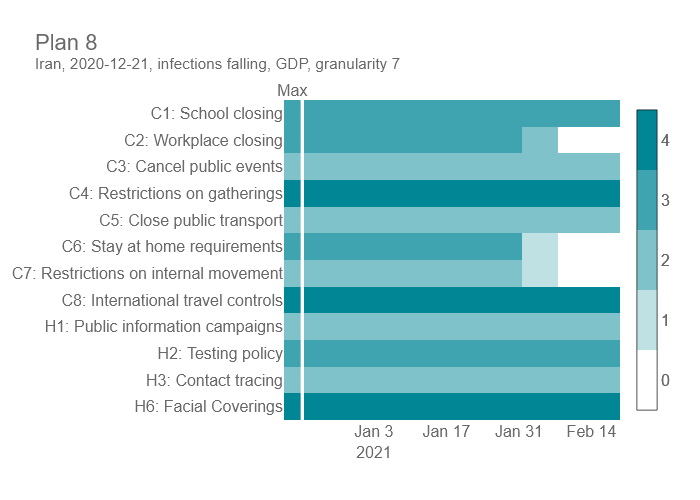 Plan 8
Iran, 2020-12-21, infections falling, GDP, granularity 7
Max
C1: School closing
C2: Workplace closing
C3: Cancel public events
C4: Restrictions on gatherings
C5: Close public transport
C6: Stay at home requirements
C7: Restrictions on internal movement
C8: International travel controls
H1: Public information campaigns
H2: Testing policy
H3: Contact tracing
H6: Facial Coverings
Jan 3 Jan 17 Jan 31 Feb 14
2021
4
3
2
1
0